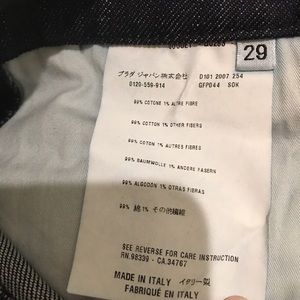 29
プラダ ジャパン株式会社 D101 2007 254
0120-559-914 GFPD44 SDK
99% COTONE 1% ALTRE FIBRE
99% COTTON 1% OTHER FIBERS
99% COTON 1% AUTRES FIBRES
99% BAUMWOLLE 1% ANDERE FASERN
99% ALGODON 1% OTRAS FIBRAS
99% 綿 1% その他繊維
SEE REVERSE FOR CARE INSTRUCTION
RN.98339 - CA.34767
MADE IN ITALY イタリー製
FABRIQUÉ EN ITALY